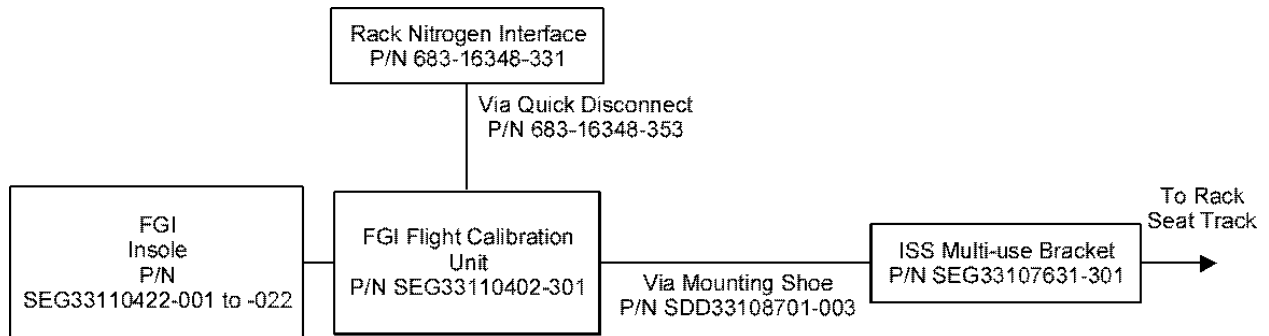 Rack Nitrogen Interface
P/N 683-16348-331
Via Quick Disconnect
P/N 683-16348-353
FGI
Insole
P/N
SEG33110422-001 to -022
FGI Flight Calibration
Unit
P/N SEG33110402-301
Via Mounting Shoe
P/N SDD33108701-003
ISS Multi-use Bracket
P/N SEG33107631-301
To Rack
Seat Track